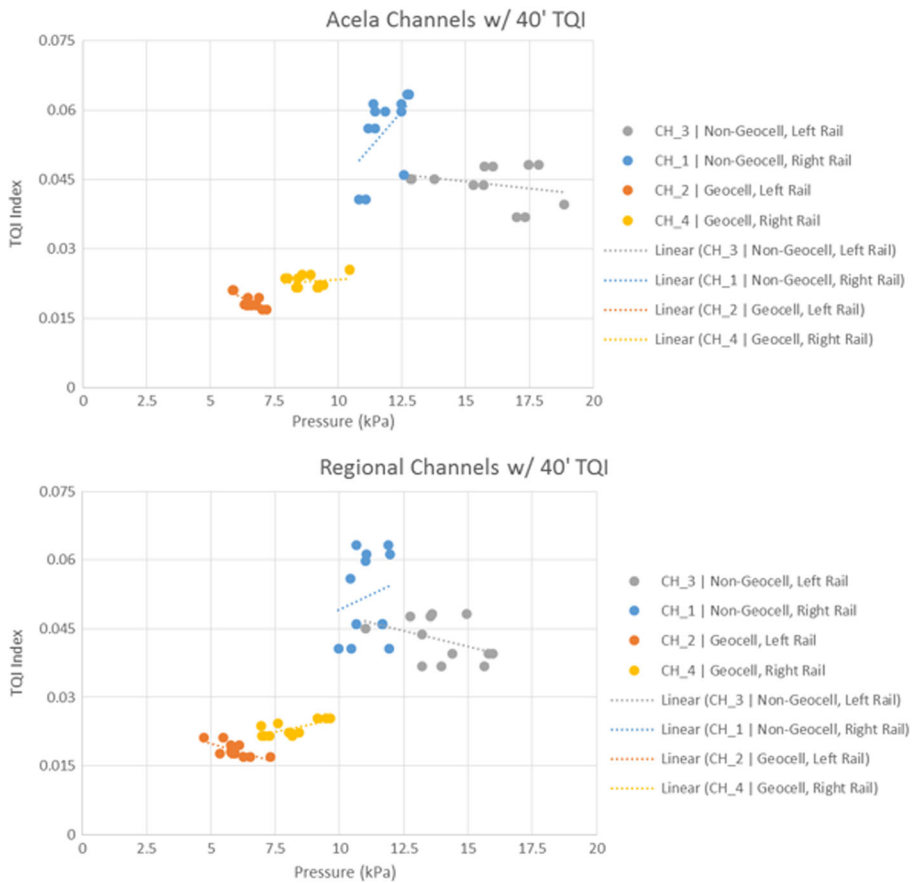 Acela Channels w/ 40' TQI
0.075
0.06
0.045
0.03
0.015
0
TQI Index
0 2.5 5 7.5 10 12.5 15 17.5 20
Pressure (kPa)
CH_3 | Non-Geocell, Left Rail
CH_1 | Non-Geocell, Right Rail
CH_2 | Geocell, Left Rail
CH_4 | Geocell, Right Rail
Linear (CH_3 | Non-Geocell, Left Rail)
Linear (CH_1 | Non-Geocell, Right Rail)
Linear (CH_2 | Geocell, Left Rail)
Linear (CH_4 | Geocell, Right Rail)
Regional Channels w/ 40' TQI
0.075
0.06
0.045
0.03
0.015
0
TQI Index
0 2.5 5 7.5 10 12.5 15 17.5 20
Pressure (kPa)
CH_3 | Non-Geocell, Left Rail
CH_1 | Non-Geocell, Right Rail
CH_2 | Geocell, Left Rail
CH_4 | Geocell, Right Rail
Linear (CH_3 | Non-Geocell, Left Rail)
Linear (CH_1 | Non-Geocell, Right Rail)
Linear (CH_2 | Geocell, Left Rail)
Linear (CH_4 | Geocell, Right Rail)